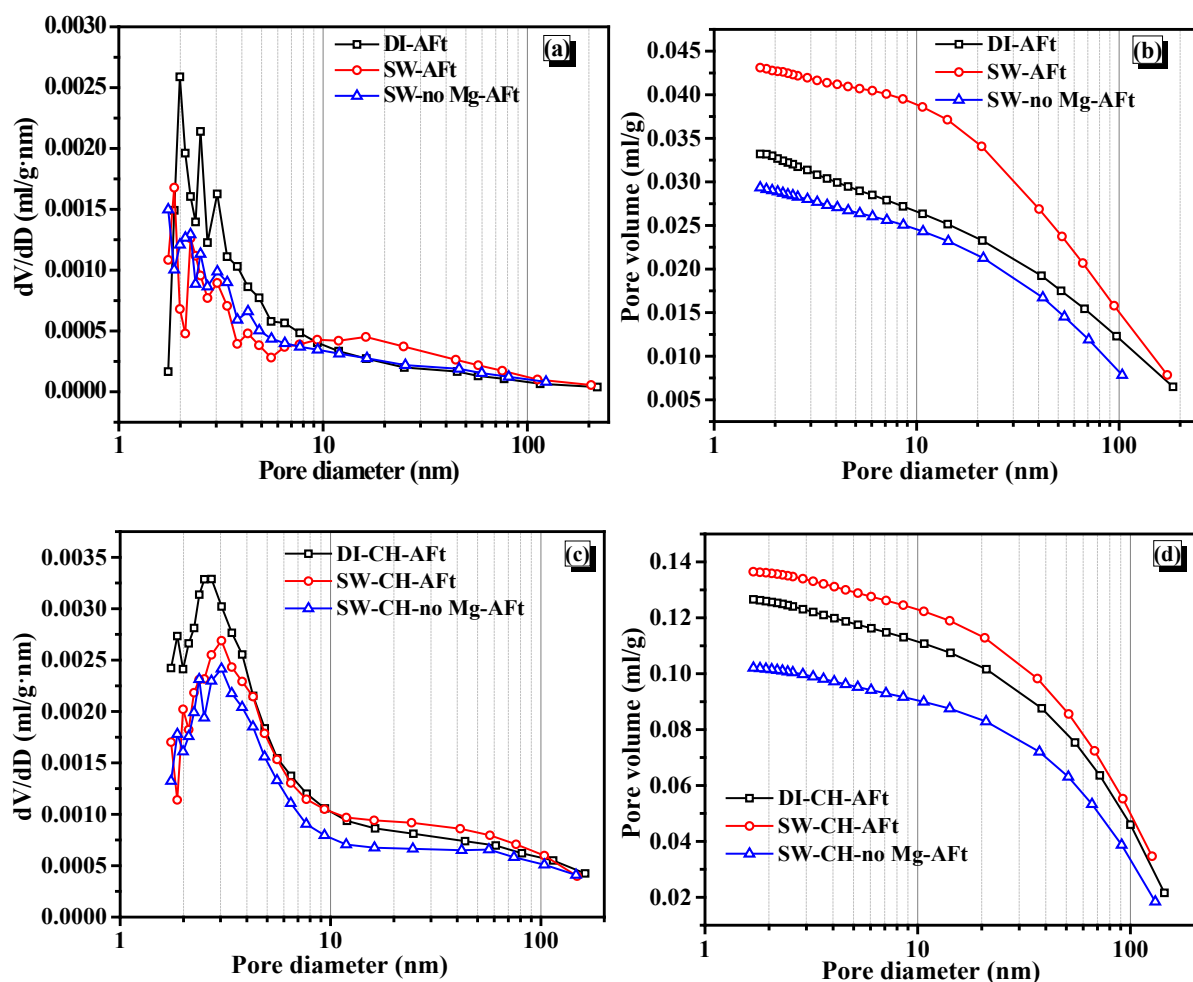 0.0030
0.0025
0.0020
0.0015
0.0010
0.0005
0.0000
dV/dD (ml/g·nm)
DI-AFt
SW-AFt
SW-no Mg-AFt
(a)
1 10 100
Pore diameter (nm)
0.045
0.040
0.035
0.030
0.025
0.020
0.015
0.010
0.005
Pore volume (ml/g)
DI-AFt
SW-AFt
SW-no Mg-AFt
(b)
1 10 100
Pore diameter (nm)
0.0035
0.0030
0.0025
0.0020
0.0015
0.0010
0.0005
0.0000
dV/dD (ml/g·nm)
DI-CH-AFt
SW-CH-AFt
SW-CH-no Mg-AFt
(c)
1 10 100
Pore diameter (nm)
0.14
0.12
0.10
0.08
0.06
0.04
0.02
Pore volume (ml/g)
(d)
DI-CH-AFt
SW-CH-AFt
SW-CH-no Mg-AFt
1 10 100
Pore diameter (nm)